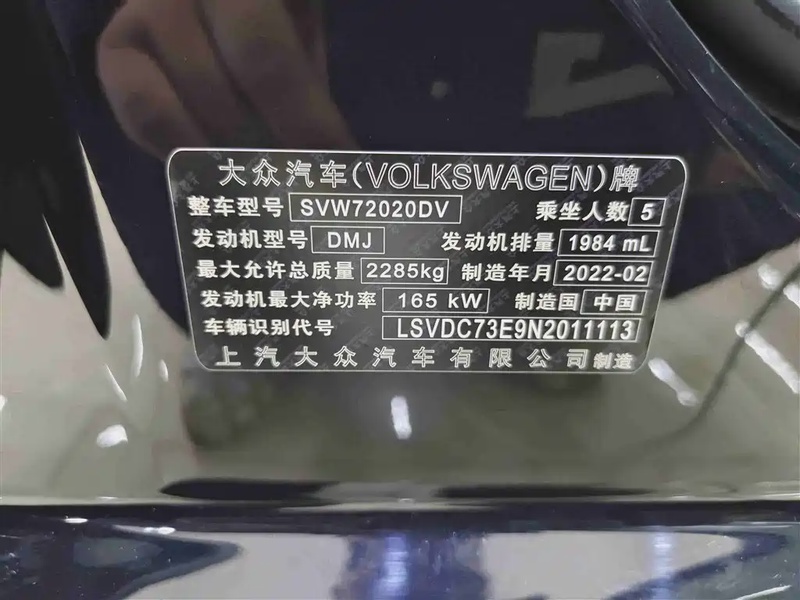 大众汽车(VOLKSWAGEN)牌
整车型号 SVW72020DV 乘坐人数 5
发动机型号 DMJ 发动机排量 1984 mL
最大允许总质量 2285kg 制造年月 2022-02
发动机最大净功率 165 kW 制造国 中国
车辆识别代号 LSVDC73E9N2011113
上汽大众汽车有限公司制造